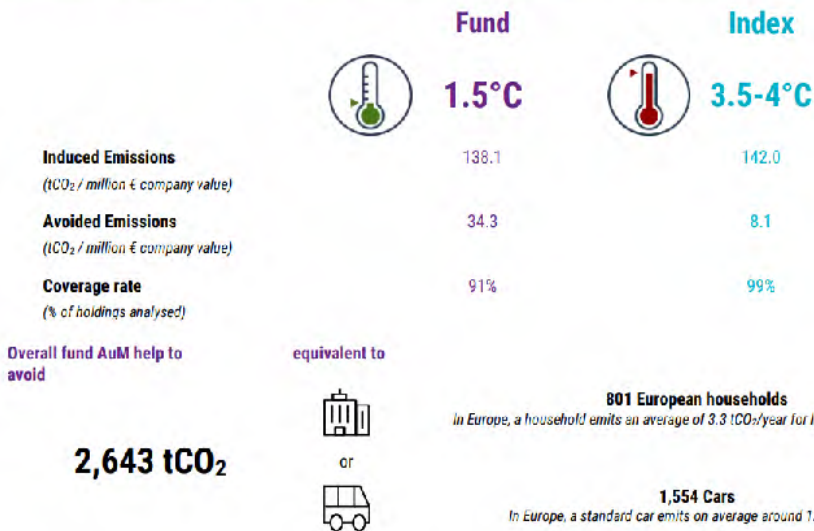 Fund Index
1.5°C 3.5-4°C
Induced Emissions 138.1 142.0
(tCO₂ / million € company value)
Avoided Emissions 34.3 8.1
(tCO₂ / million € company value)
Coverage rate 91% 99%
(% of holdings analysed)
Overall fund AuM help to equivalent to
avoid
801 European households
In Europe, a household emits an average of 3.3 tCO₂/year for
2,643 tCO₂
or
1,554 Cars
In Europe, a standard car emits on average around 1.